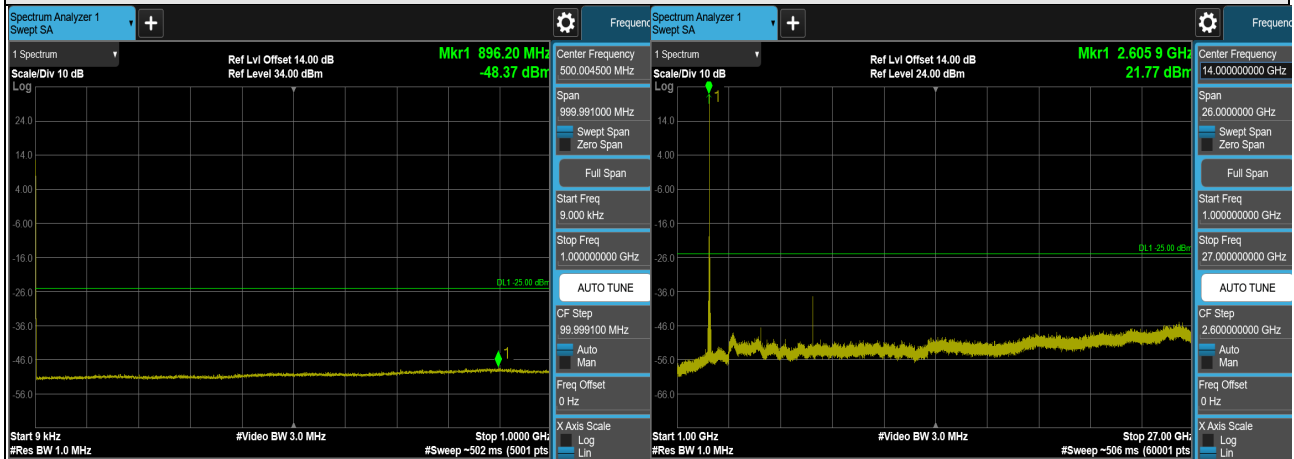 Spectrum Analyzer 1
Swept SA
+
Frequenc
1 Spectrum
Scale/Div 10 dB
Log
Ref Lvl Offset 14.00 dB
Ref Level 34.00 dBm
Mkr1 896.20 MHz
-48.37 dBm
24.0
14.0
4.00
-6.00
-16.0
-26.0
-36.0
-46.0
-56.0
DL1 -25.00 dBm
1
Start 9 kHz
#Res BW 1.0 MHz
#Video BW 3.0 MHz
Stop 1.0000 GHz
#Sweep ~502 ms (5001 pts
Center Frequency
500.004500 MHz
Span
999.991000 MHz
Swept Span
Zero Span
Full Span
Start Freq
9.000 kHz
Stop Freq
1.000000000 GHz
AUTO TUNE
CF Step
99.999100 MHz
Auto
Man
Freq Offset
0 Hz
X Axis Scale
Log
Lin
Spectrum Analyzer 1
Swept SA
+
Frequenc
1 Spectrum
Scale/Div 10 dB
Log
Ref Lvl Offset 14.00 dB
Ref Level 24.00 dBm
Mkr1 2.605 9 GHz
21.77 dBm
14.0
4.00
-6.00
-16.0
-26.0
-36.0
-46.0
-56.0
-66.0
DL1 -25.00 dBm
1
1
Start 1.00 GHz
#Res BW 1.0 MHz
#Video BW 3.0 MHz
Stop 27.00 GHz
#Sweep ~506 ms (60001 pts
Center Frequency
14.000000000 GHz
Span
26.0000000 GHz
Swept Span
Zero Span
Full Span
Start Freq
1.000000000 GHz
Stop Freq
27.000000000 GHz
AUTO TUNE
CF Step
2.600000000 GHz
Auto
Man
Freq Offset
0 Hz
X Axis Scale
Log
Lin